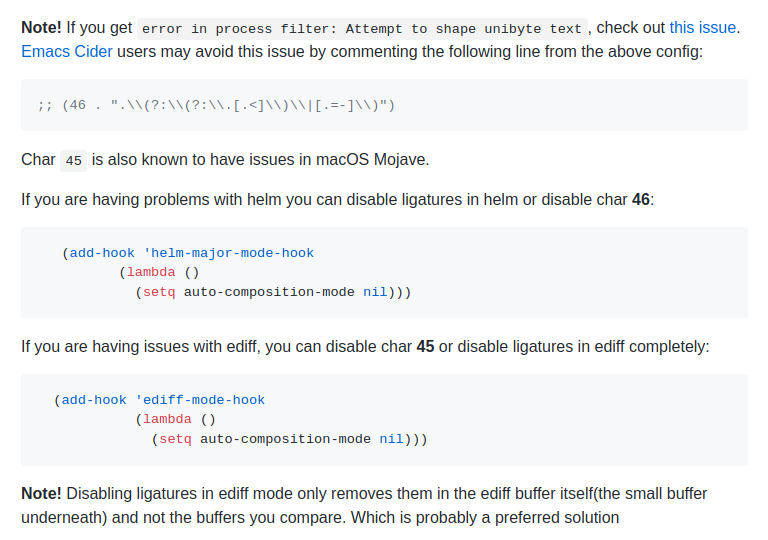 Note! If you get error in process filter: Attempt to shape unibyte text , check out this issue.
Emacs Cider users may avoid this issue by commenting the following line from the above config:
;; (46 . ".\\(?:\\(?:\\.[.<]\\)\\|[.=-]\\)")
Char 45 is also known to have issues in macOS Mojave.
If you are having problems with helm you can disable ligatures in helm or disable char 46:
(add-hook 'helm-major-mode-hook
(lambda ()
(setq auto-composition-mode nil)))
If you are having issues with ediff, you can disable char 45 or disable ligatures in ediff completely:
(add-hook 'ediff-mode-hook
(lambda ()
(setq auto-composition-mode nil)))
Note! Disabling ligatures in ediff mode only removes them in the ediff buffer itself(the small buffer
underneath) and not the buffers you compare. Which is probably a preferred solution